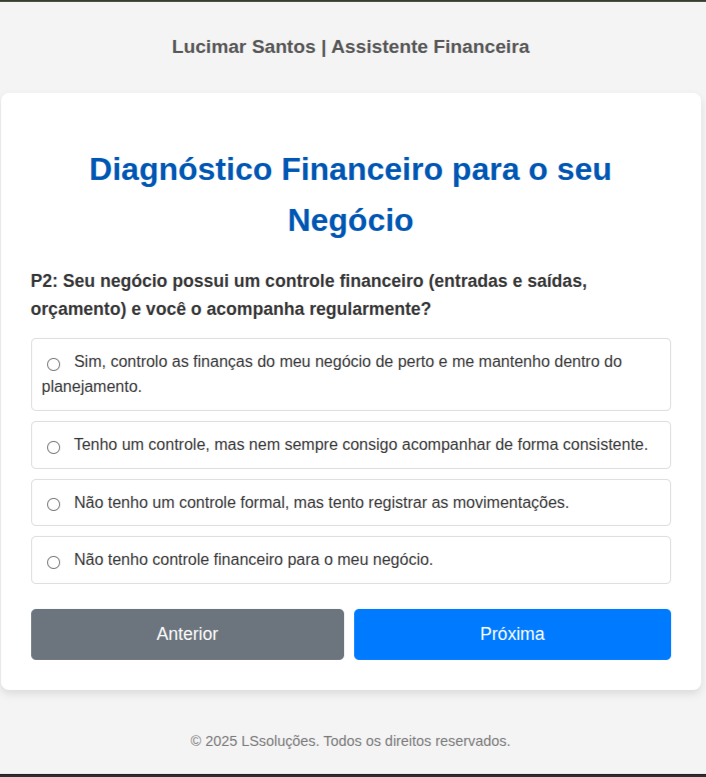 Lucimar Santos | Assistente Financeira
Diagnóstico Financeiro para o seu
Negócio
P2: Seu negócio possui um controle financeiro (entradas e saídas,
orçamento) e você o acompanha regularmente?
Sim, controlo as finanças do meu negócio de perto e me mantenho dentro do
planejamento.
Tenho um controle, mas nem sempre consigo acompanhar de forma consistente.
Não tenho um controle formal, mas tento registrar as movimentações.
Não tenho controle financeiro para o meu negócio.
Anterior
Próxima
© 2025 LSsoluções. Todos os direitos reservados.